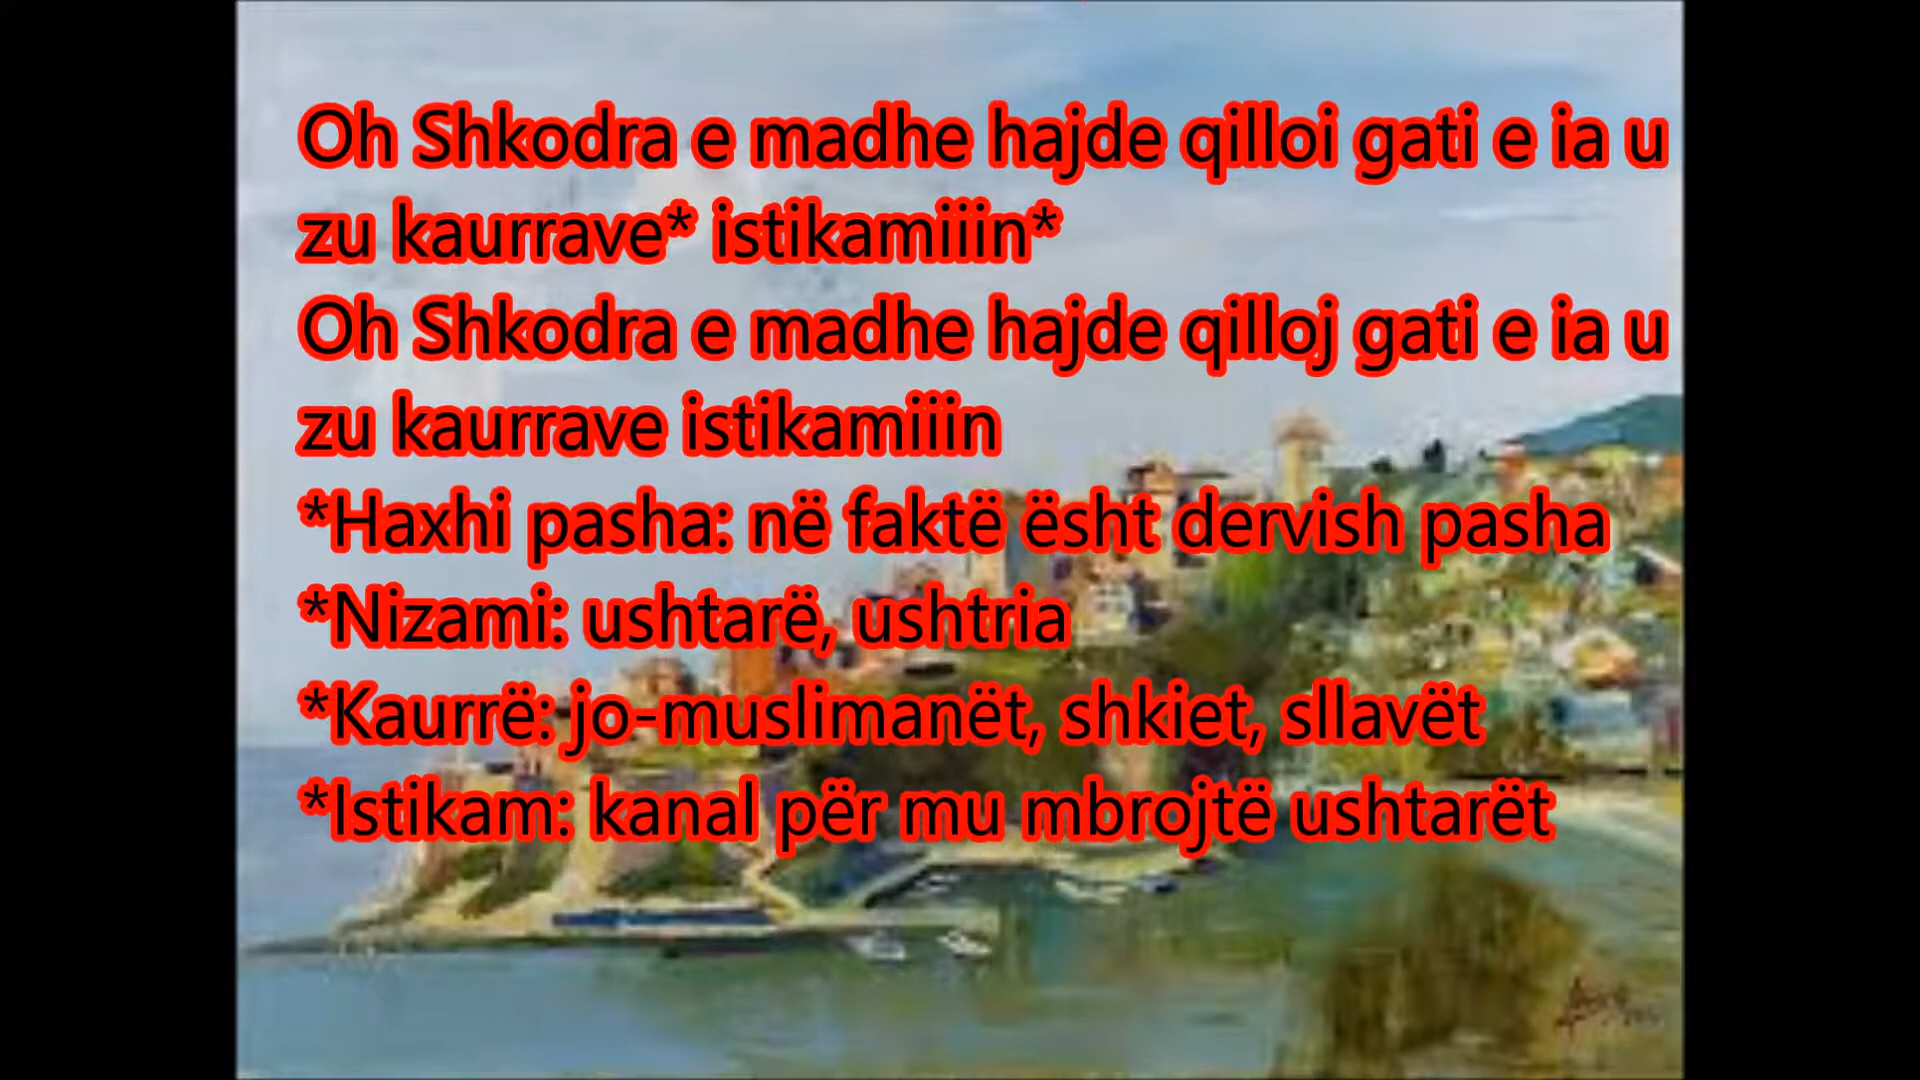 Oh Shkodra e madhe hajde qilloi gati e ia u
zu kaurrave* istikamiiin*
Oh Shkodra e madhe hajde qilloj gati e ia u
zu kaurrave istikamiiin
*Haxhi pasha: në faktë ësht dervish pasha
*Nizami: ushtarë, ushtria
*Kaurrë: jo-muslimanët, shkiet, sllavët
*Istikam: kanal për mu mbrojtë ushtarët